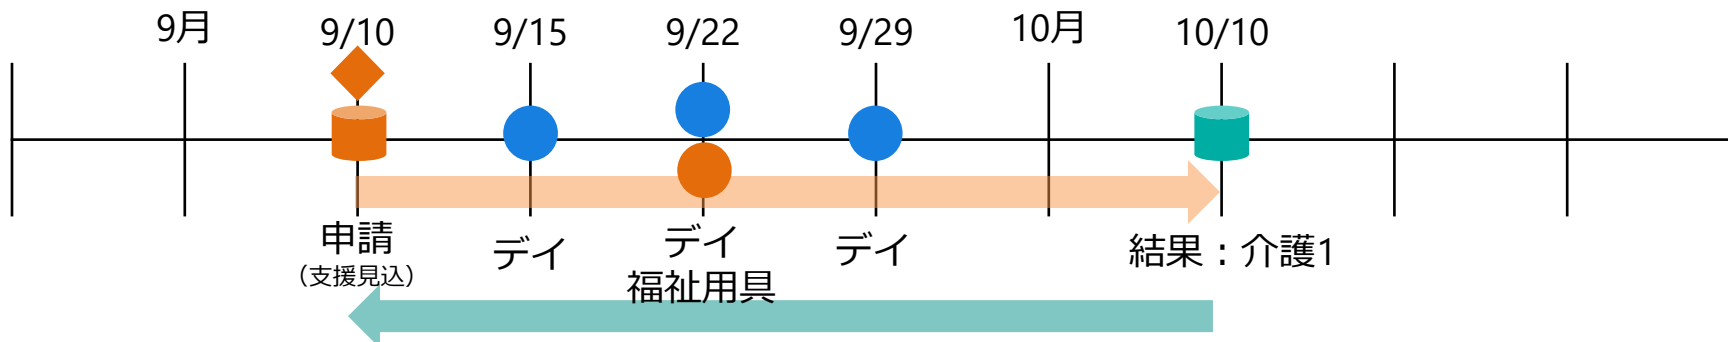 9月
9/10
9/15
9/22
9/29
10月
10/10
申請
（支援見込）
デイ
デイ
福祉用具
デイ
結果：介護1